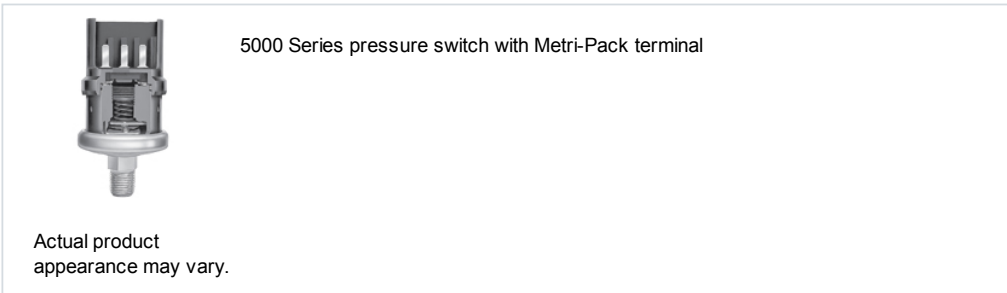 5000 Series pressure switch with Metri-Pack terminal
Actual product
appearance may vary.